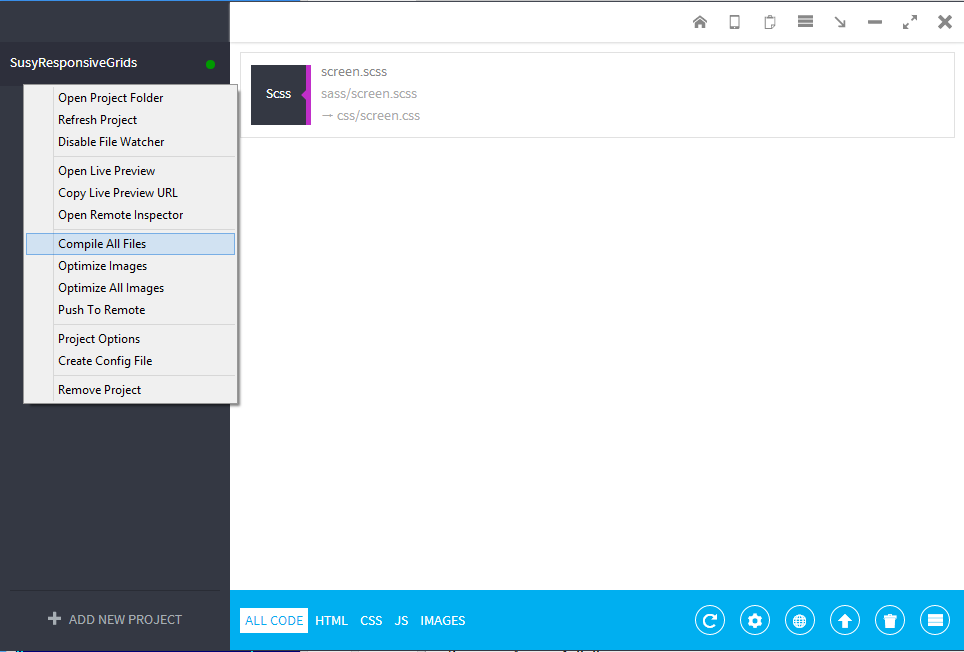 SusyResponsiveGrids
Open Project Folder
Refresh Project
Disable File Watcher
Open Live Preview
Copy Live Preview URL
Open Remote Inspector
Compile All Files
Optimize Images
Optimize All Images
Push To Remote
Project Options
Create Config File
Remove Project
ADD NEW PROJECT
Scss
screen.scss
sass/screen.scss
→ css/screen.css
ALL CODE HTML CSS JS IMAGES